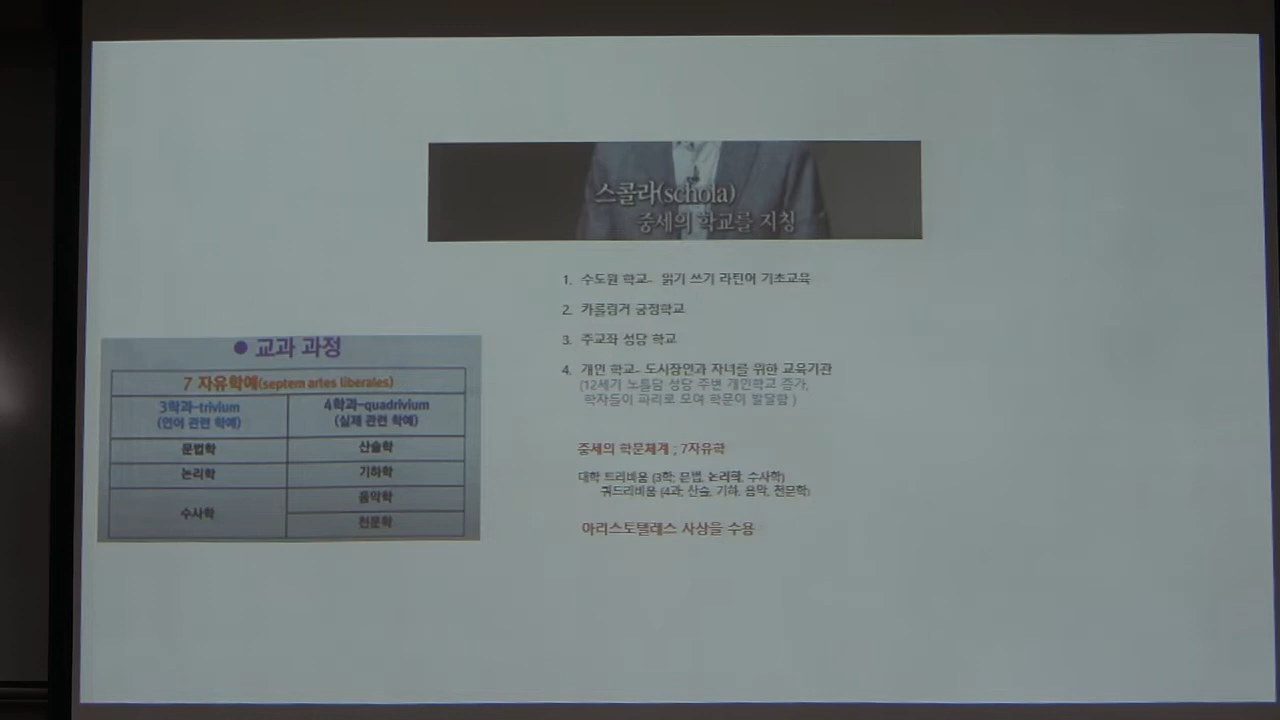 스콜라(schola)
중세의 학교를 지칭
1. 수도원 학교- 읽기 쓰기 라틴어 기초교육
2. 카롤링거 궁정학교
3. 주교좌 성당 학교
4. 개인 학교- 도시장인과 자녀를 위한 교육기관
(12세기 노틀담 성당 주변 개인학교 증가,
학자들이 파리로 모여 학문이 발달함 )
중세의 학문체계 ; 7자유학
대학 트리비움 (3학; 문법, 논리학, 수사학)
쿼드리비움 (4과; 산술, 기하, 음악, 천문학)
아리스토텔레스 사상을 수용
● 교과 과정
7 자유학예(septem artes liberales)
3학과-trivium
(언어 관련 학예)
4학과-quadrivium
(실제 관련 학예)
문법학
산술학
논리학
기하학
수사학
음악학
천문학